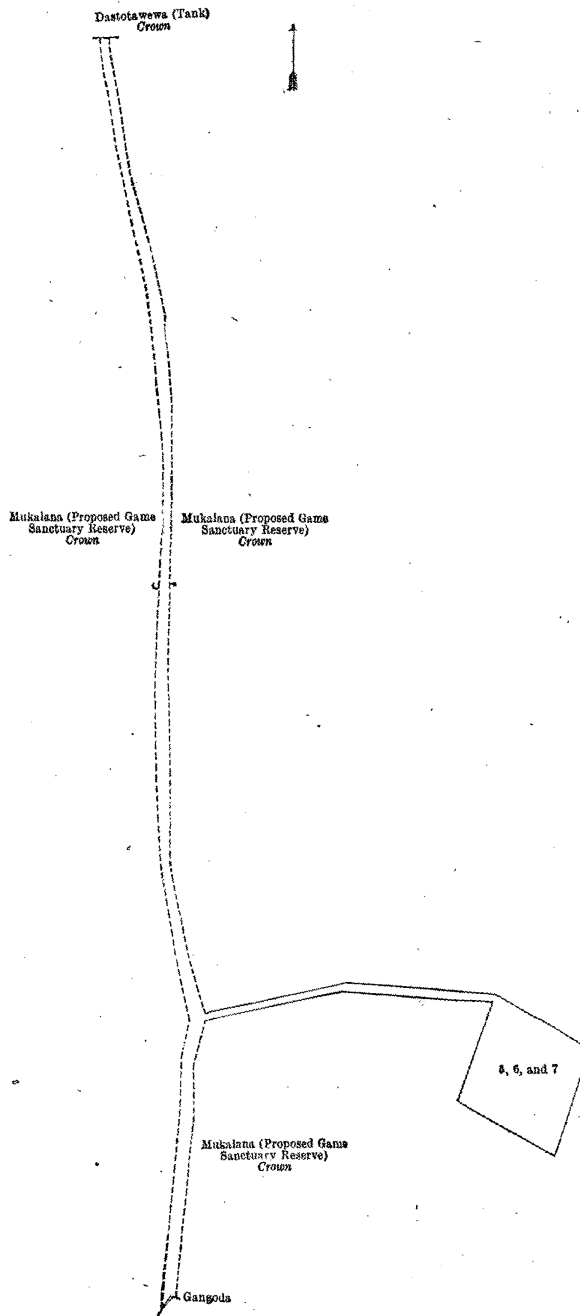 Dastotawewa (Tank)
Crown
Mukalana (Proposed Game
Sanctuary Reserve)
Crown
Mukalana (Proposed Game
Sanctuary Reserve)
Crown
5, 6, and 7
Mukalana (Proposed Game
Sanctuary Reserve)
Crown
Gangoda